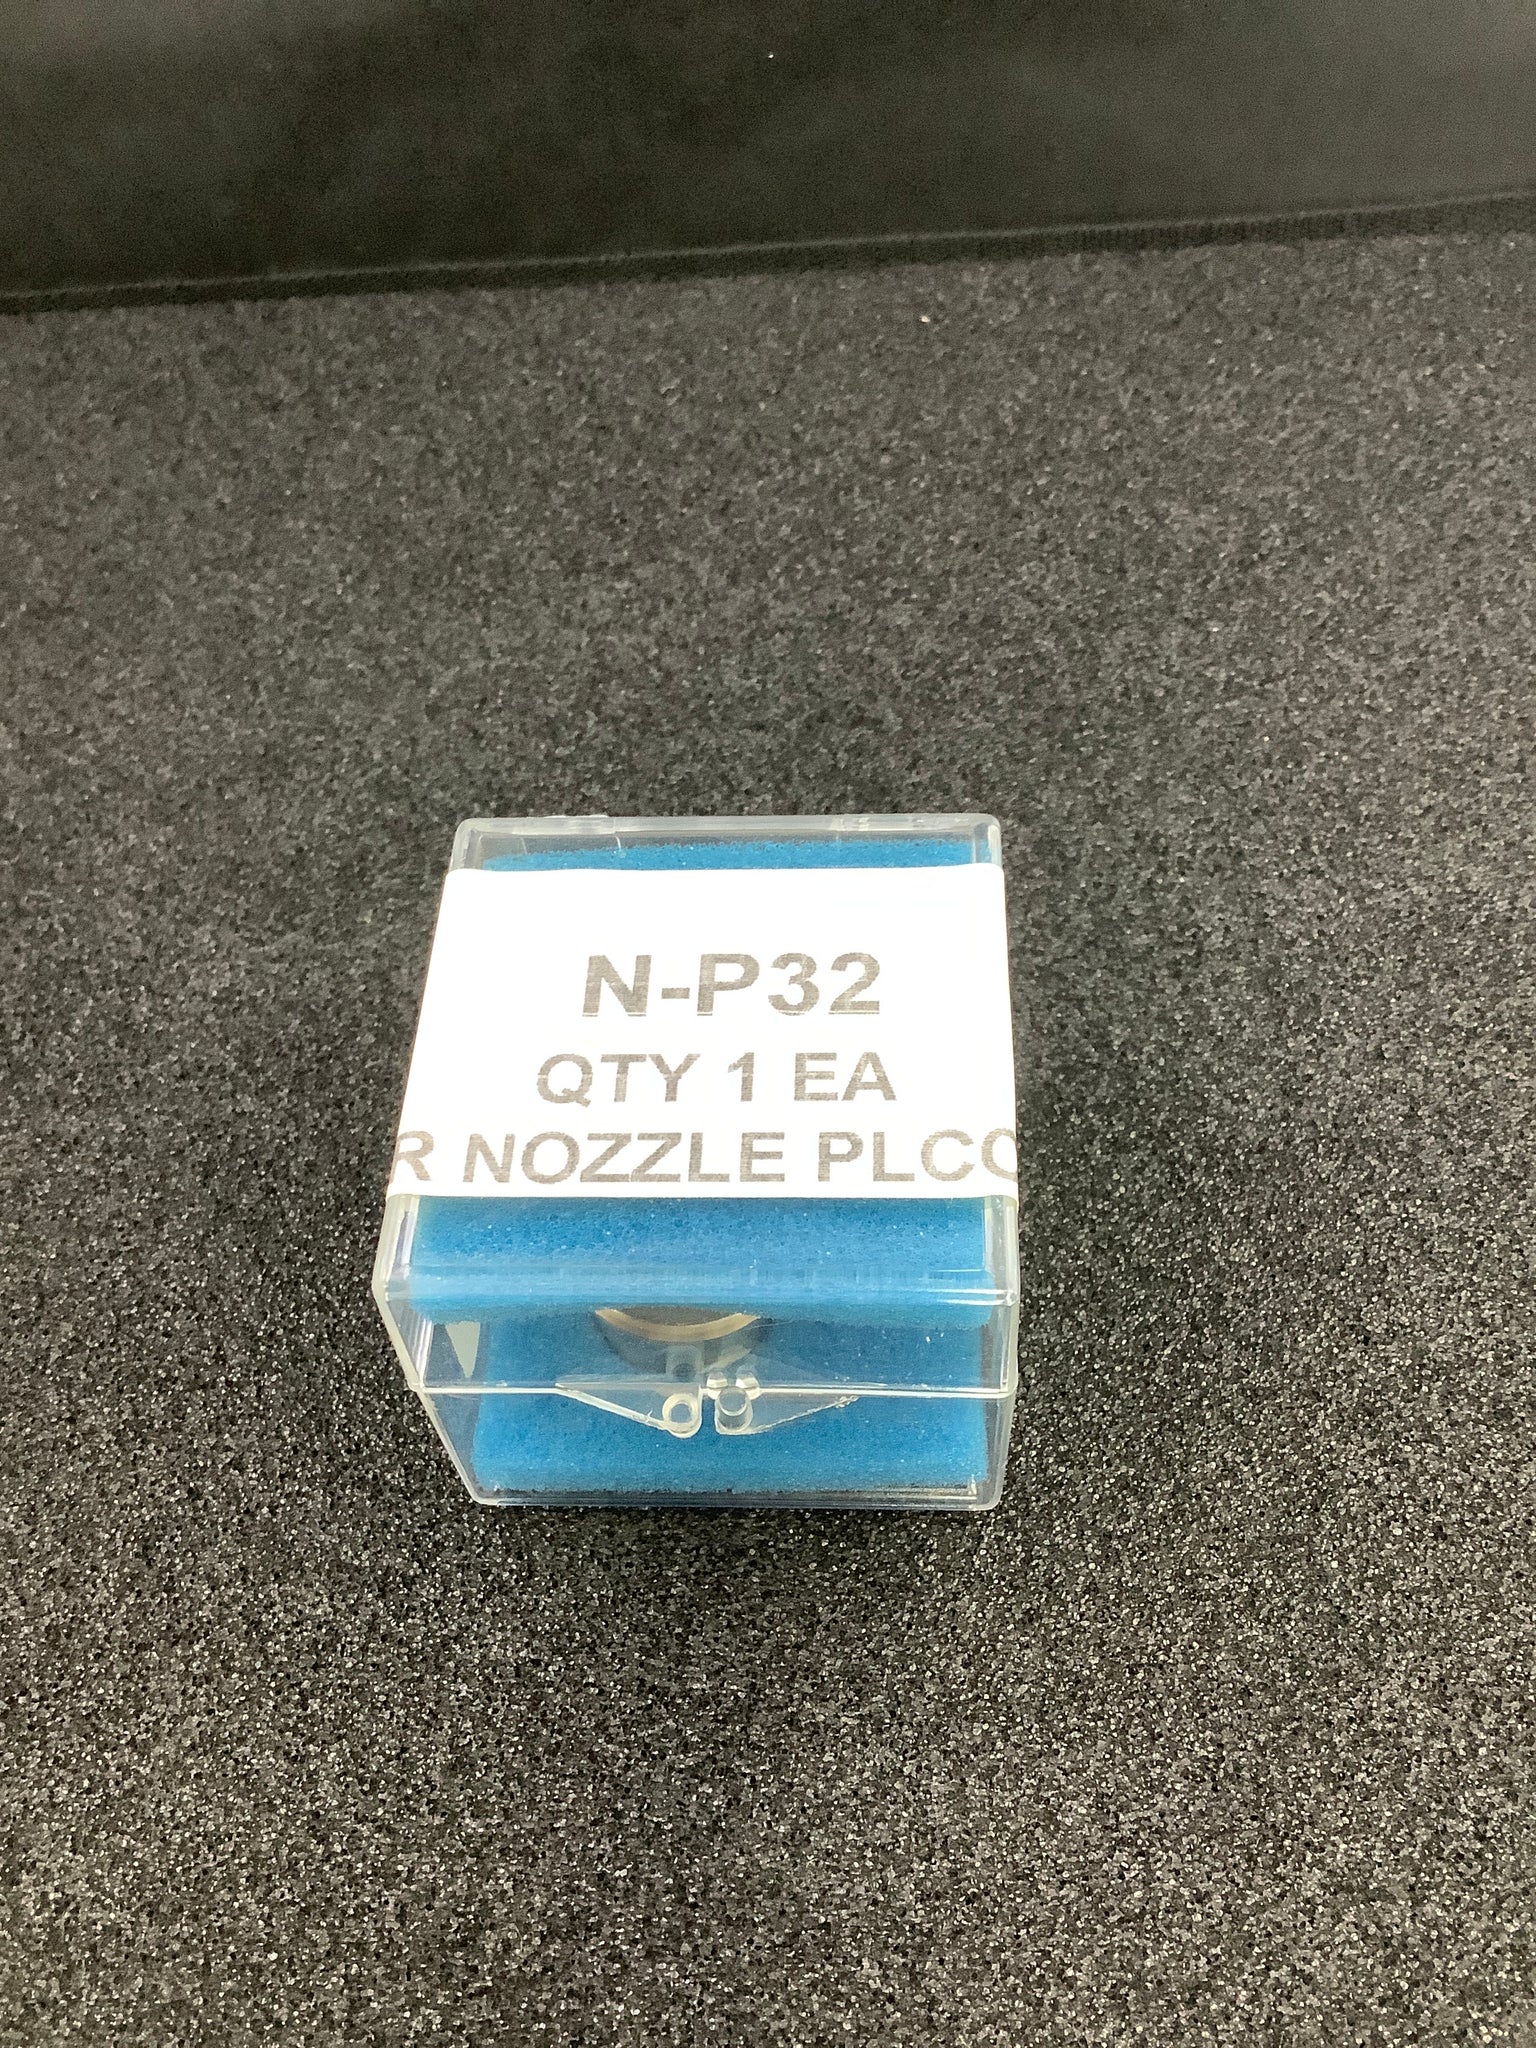 N-P32
QTY 1 EA
R NOZZLE PLCC